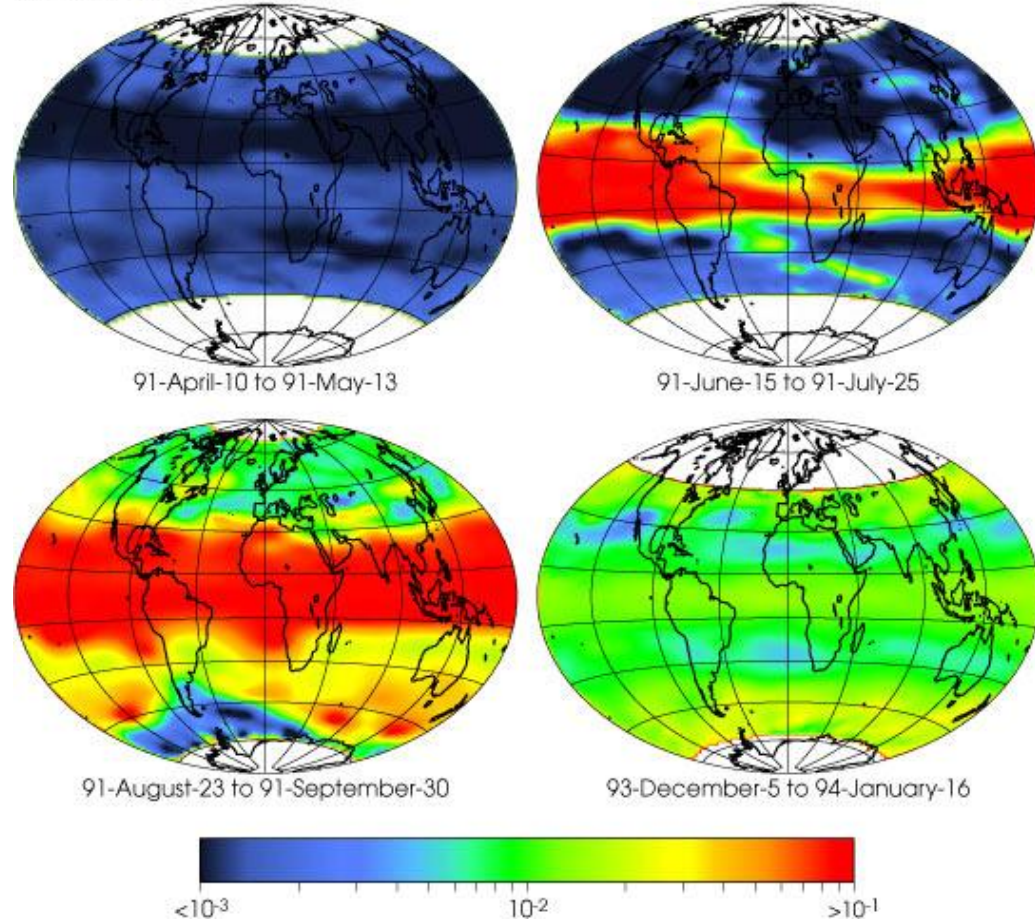 91-April-10 to 91-May-13
91-June-15 to 91-July-25
91-August-23 to 91-September-30
93-December-5 to 94-January-16
<10⁻³
10⁻²
>10⁻¹